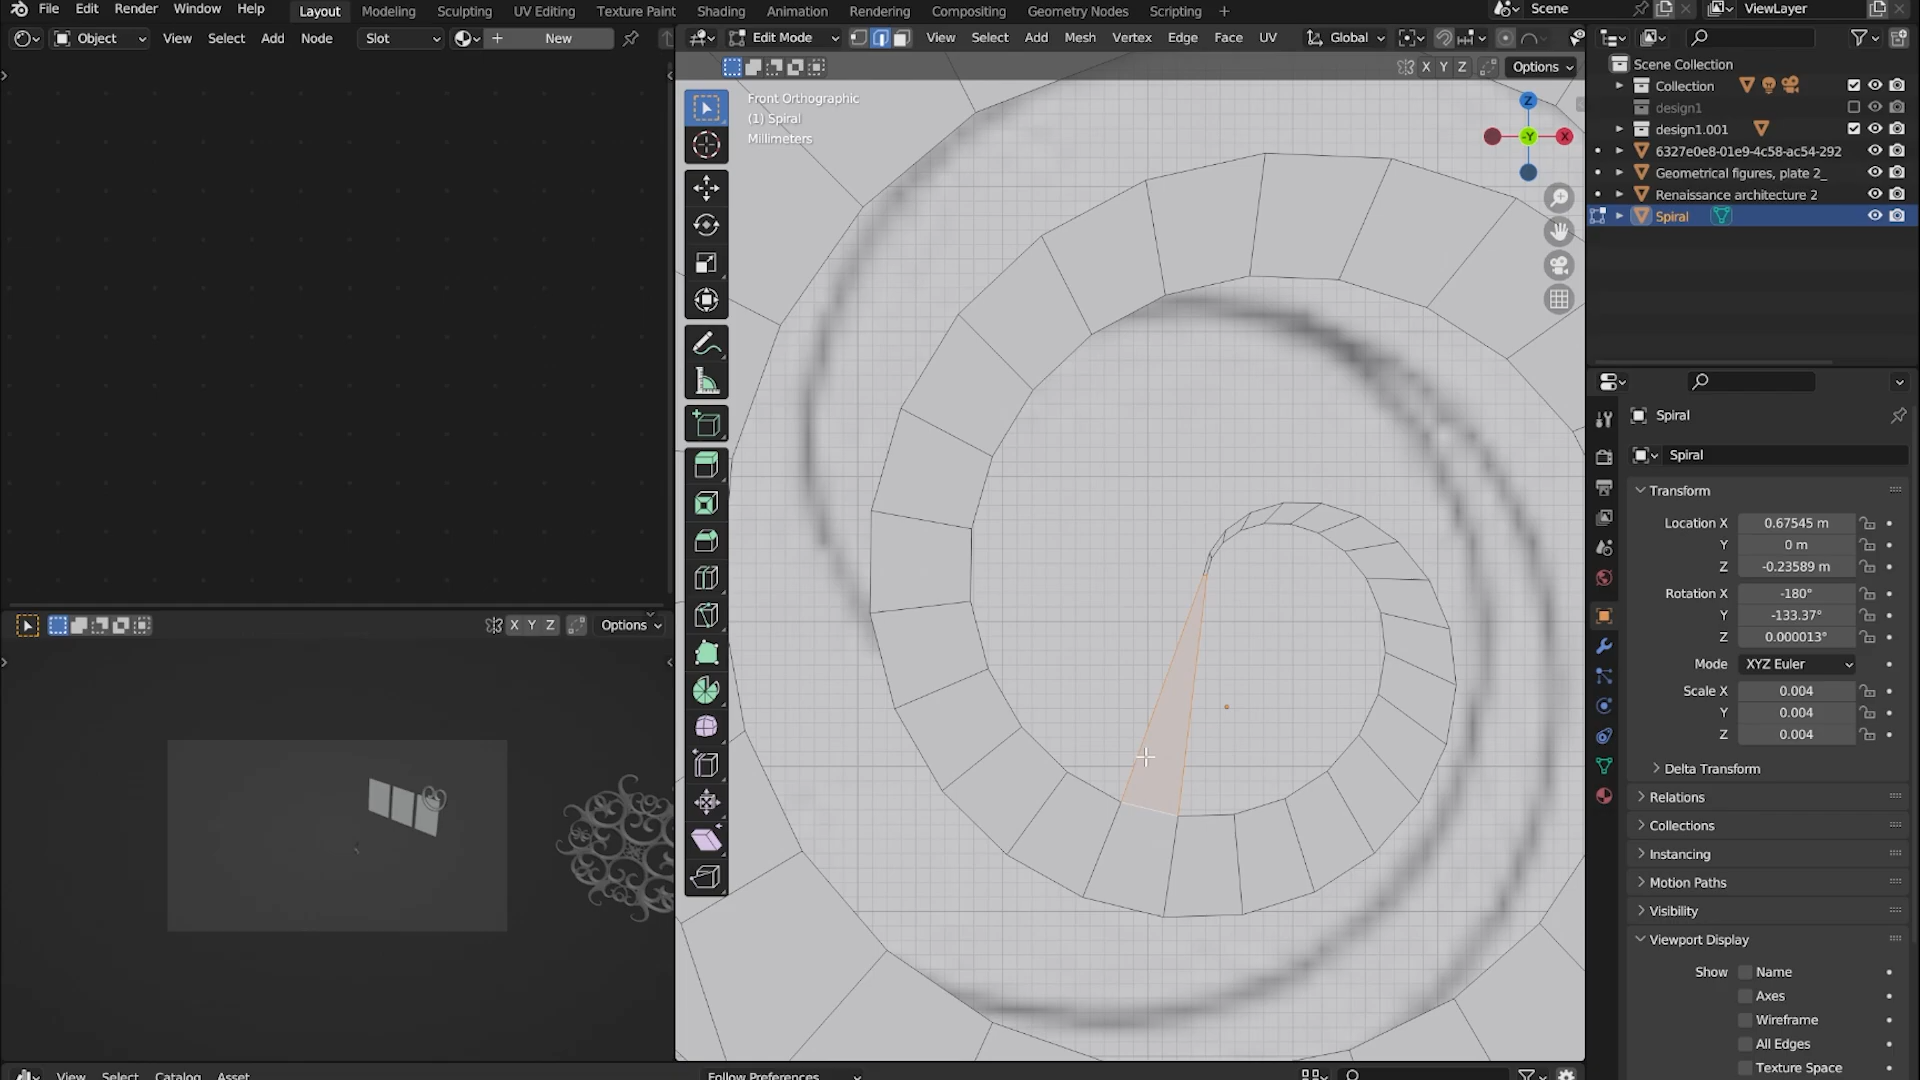 File Edit Render Window Help Layout Modeling Sculpting UV Editing Texture Paint Shading Animation Rendering Compositing Geometry Nodes Scripting + Scene ViewLayer
Object View Select Add Node Slot New
Edit Mode View Select Add Mesh Vertex Edge Face UV Global
X Y Z Options
Front Orthographic
(1) Spiral
Millimeters
Z
-Y
X
Scene Collection
Collection
design1
design1.001
6327e0e8-01e9-4c58-ac54-292
Geometrical figures, plate 2_
Renaissance architecture 2
Spiral
Spiral
Spiral
Transform
Location X 0.67545 m
Y 0 m
Z -0.23589 m
Rotation X -180°
Y -133.37°
Z 0.000013°
Mode XYZ Euler
Scale X 0.004
Y 0.004
Z 0.004
Delta Transform
Relations
Collections
Instancing
Motion Paths
Visibility
Viewport Display
Show Name
Axes
Wireframe
All Edges
Texture Space
X Y Z Options
View Select Catalog Asset
Follow Preferences